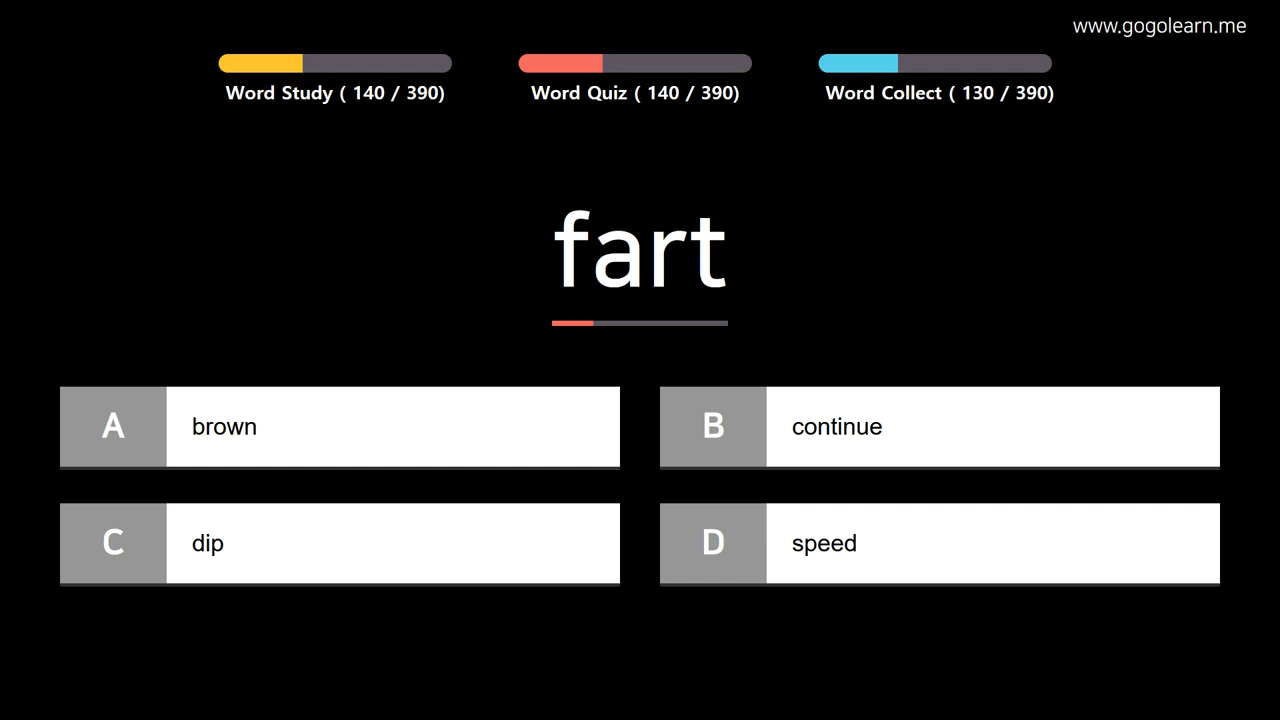 www.gogolearn.me
Word Study ( 140 / 390)
Word Quiz ( 140 / 390)
Word Collect ( 130 / 390)
fart
A brown
B continue
C dip
D speed